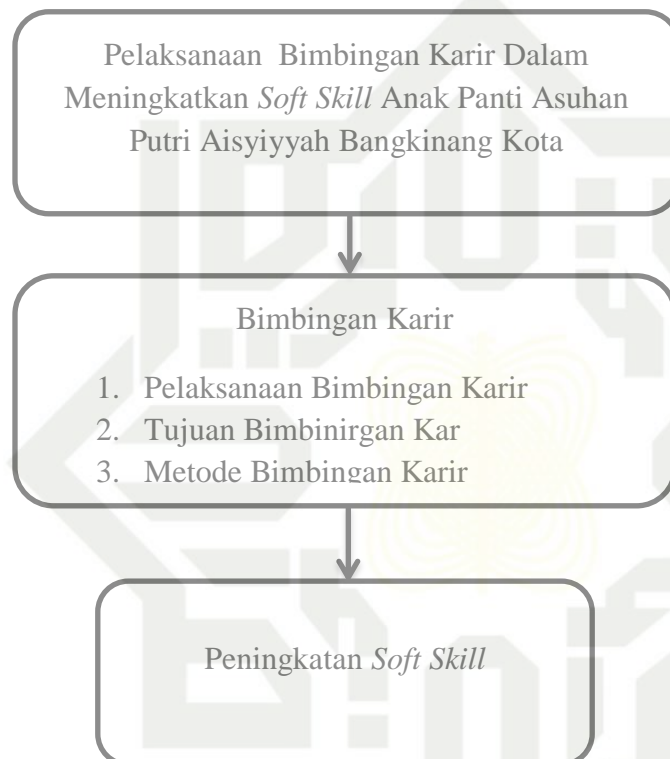 Pelaksanaan Bimbingan Karir Dalam
Meningkatkan Soft Skill Anak Panti Asuhan
Putri Aisyiyyah Bangkinang Kota
Bimbingan Karir
1. Pelaksanaan Bimbingan Karir
2. Tujuan Bimbinirgan Kar
3. Metode Bimbingan Karir
Peningkatan Soft Skill